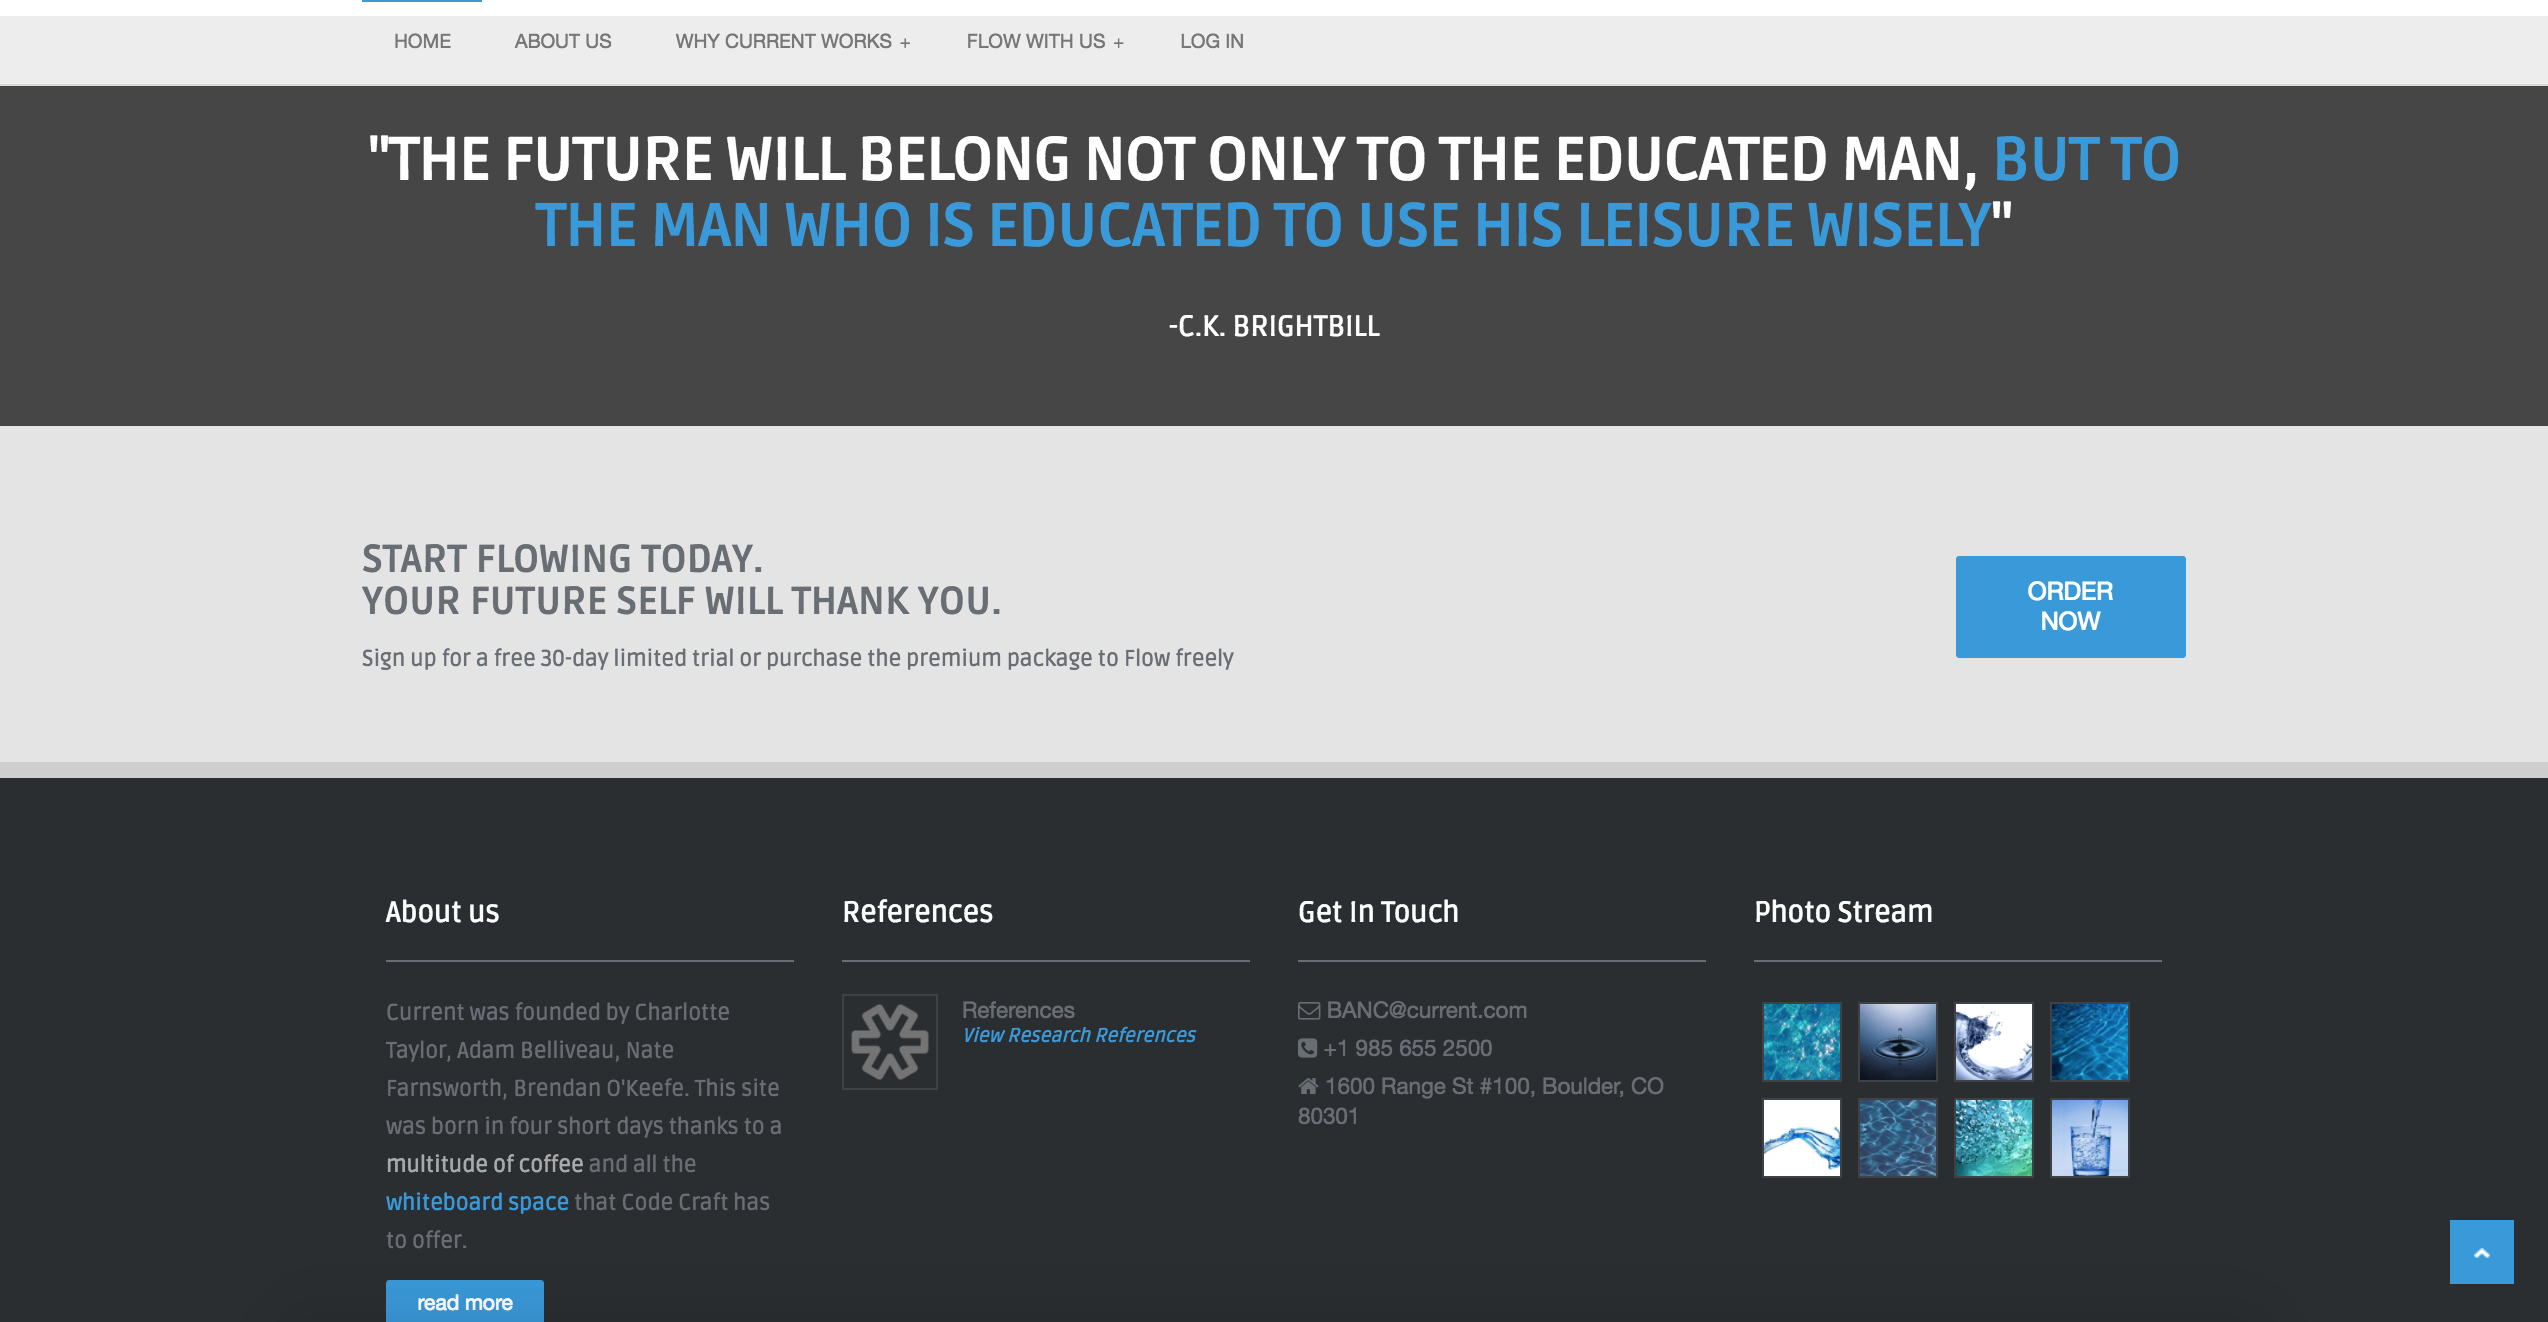 HOME ABOUT US WHY CURRENT WORKS + FLOW WITH US + LOG IN
"THE FUTURE WILL BELONG NOT ONLY TO THE EDUCATED MAN, BUT TO
THE MAN WHO IS EDUCATED TO USE HIS LEISURE WISELY"
-C.K. BRIGHTBILL
START FLOWING TODAY.
YOUR FUTURE SELF WILL THANK YOU.
Sign up for a free 30-day limited trial or purchase the premium package to Flow freely
ORDER
NOW
About us
Current was founded by Charlotte
Taylor, Adam Belliveau, Nate
Farnsworth, Brendan O'Keefe. This site
was born in four short days thanks to a
multitude of coffee and all the
whiteboard space that Code Craft has
to offer.
read more
References
References
View Research References
Get In Touch
BANC@current.com
+1 985 655 2500
1600 Range St #100, Boulder, CO
80301
Photo Stream